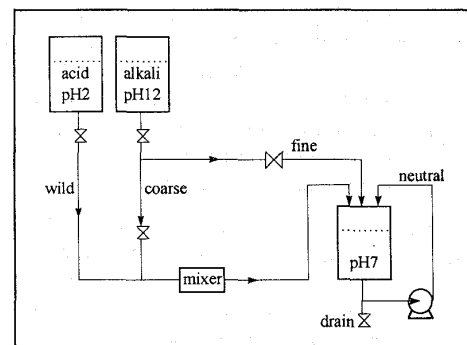 acid
pH2
alkali
pH12
fine
neutral
wild
coarse
pH7
mixer
drain